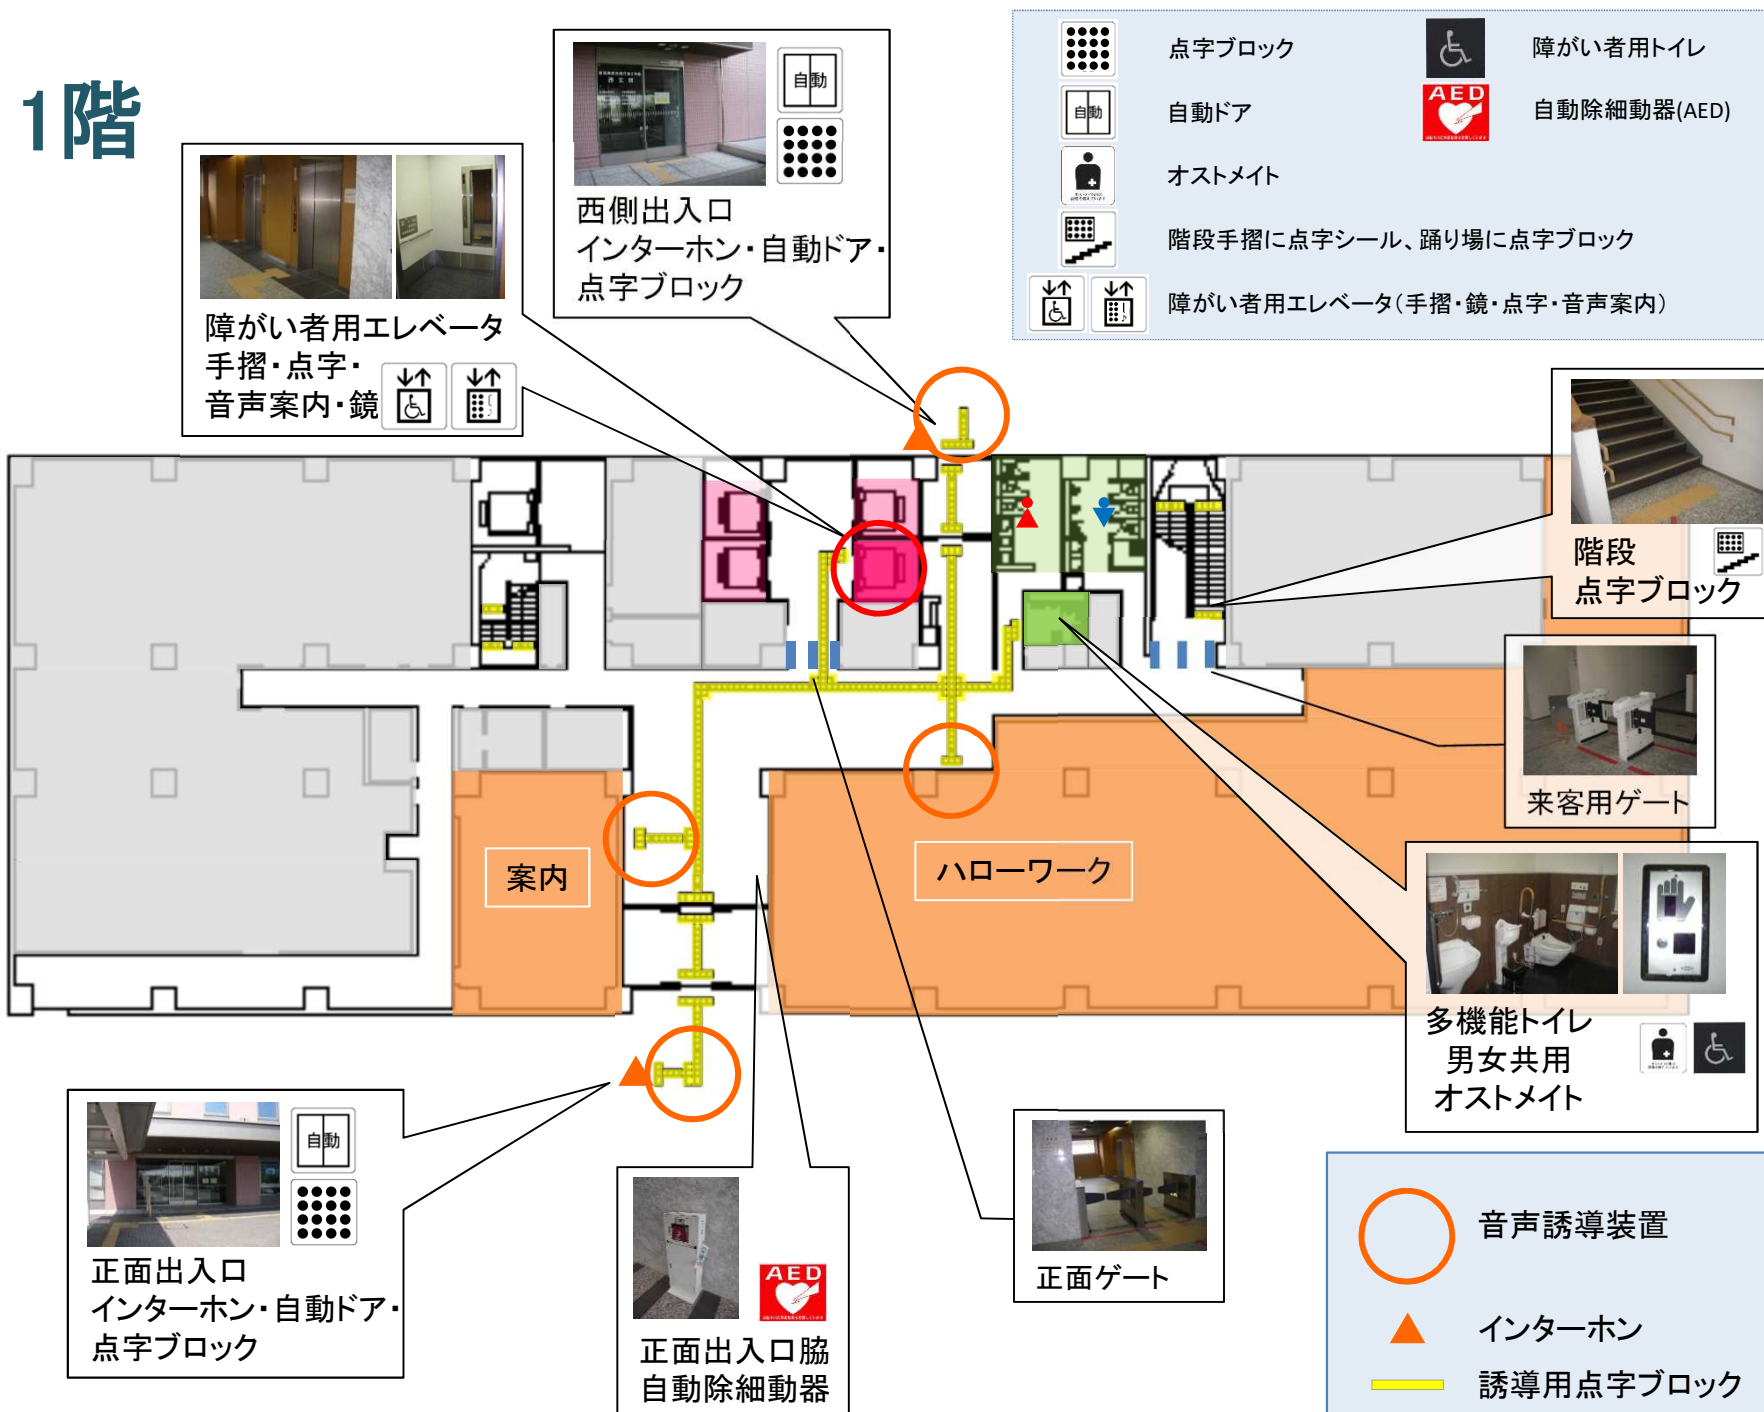 1階
自動
西側出入口
インターホン・自動ドア・
点字ブロック
障がい者用エレベータ
手摺・点字・
音声案内・鏡
点字ブロック
障がい者用トイレ
自動
自動ドア
AED
自動除細動器(AED)
オストメイト
階段手摺に点字シール、踊り場に点字ブロック
障がい者用エレベータ(手摺・鏡・点字・音声案内)
階段
点字ブロック
来客用ゲート
案内
ハローワーク
多機能トイレ
男女共用
オストメイト
自動
正面出入口
インターホン・自動ドア・
点字ブロック
AED
正面出入口脇
自動除細動器
正面ゲート
音声誘導装置
インターホン
誘導用点字ブロック